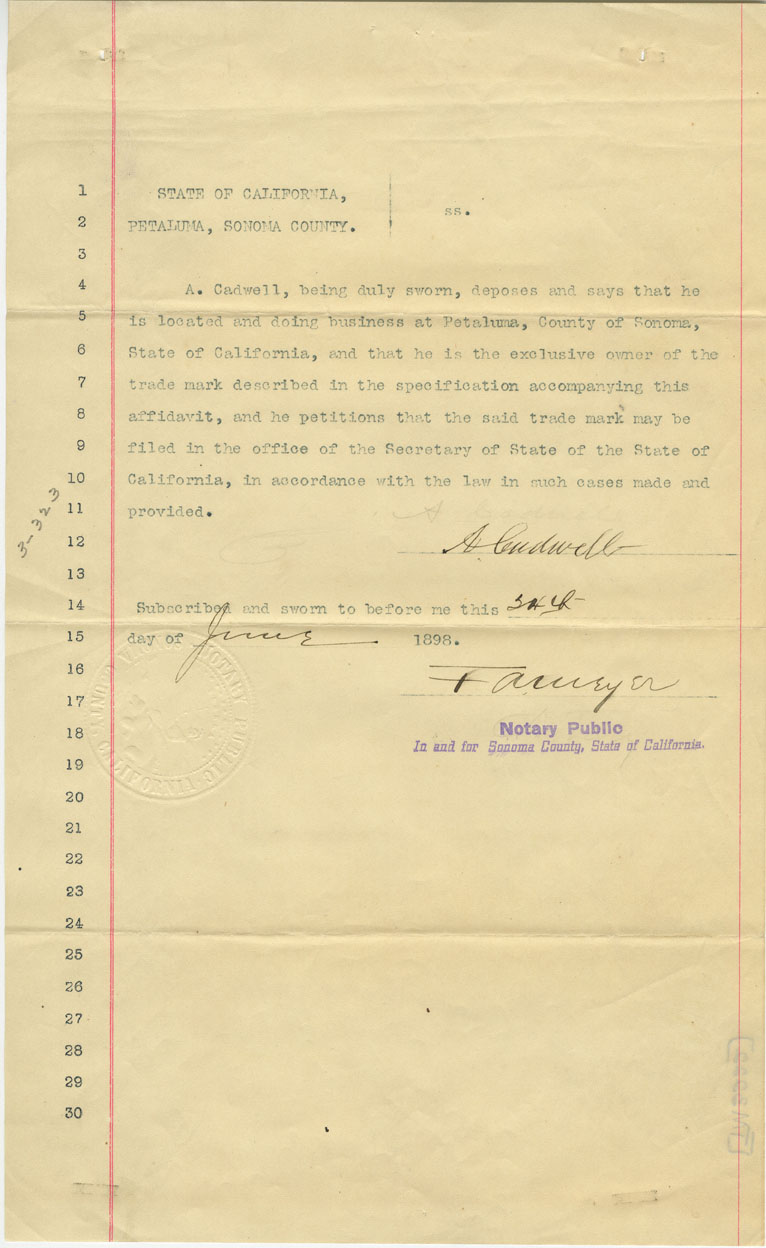 1 STATE OF CALIFORNIA,
2 PETALUMA, SONOMA COUNTY. ss.
3
4 A. Cadwell, being duly sworn, deposes and says that he
5 is located and doing business at Petaluma, County of Sonoma,
6 State of California, and that he is the exclusive owner of the
7 trade mark described in the specification accompanying this
8 affidavit, and he petitions that the said trade mark may be
9 filed in the office of the Secretary of State of the State of
10 California, in accordance with the law in such cases made and
11 provided.
3-323
12 A. Cadwell
13
14 Subscribed and sworn to before me this 24th
15 day of June 1898.
16
17
18 Notary Public
In and for Sonoma County, State of California.
NOTARY PUBLIC
CALIFORNIA
19
20
21
22
23
24
25
26
27
28
29
30